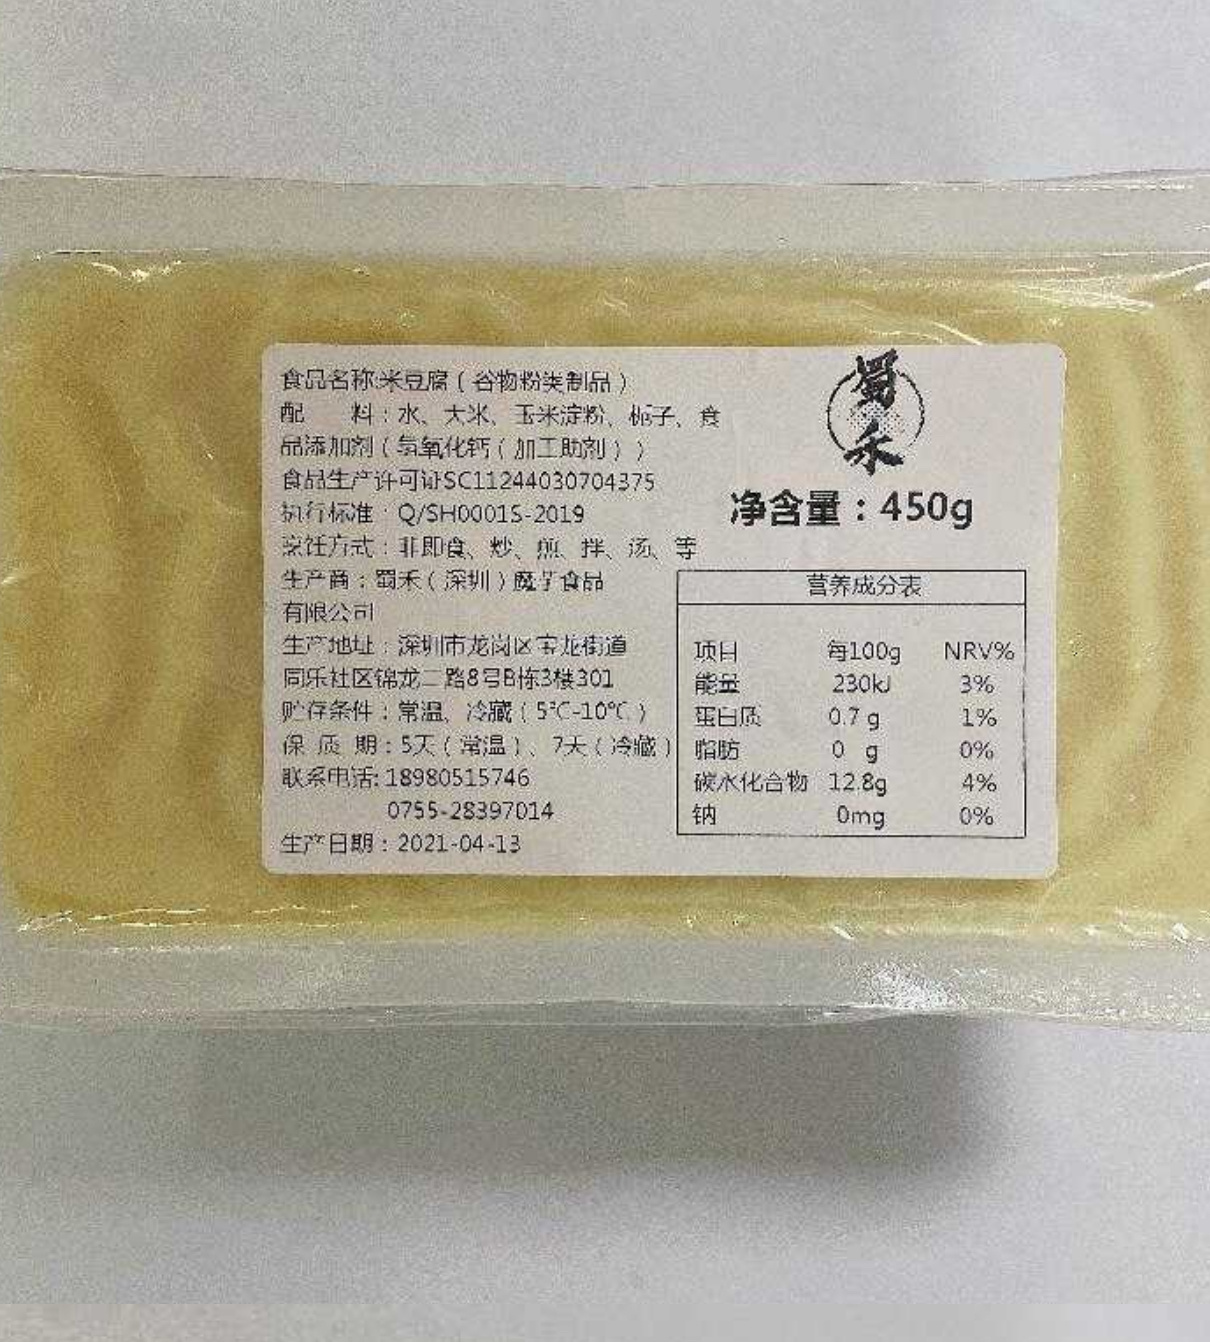 食品名称:米豆腐（谷物粉类制品）
配　　料：水、大米、玉米淀粉、栀子、食
品添加剂（氢氧化钙（加工助剂））
食品生产许可证SC11244030704375
执行标准：Q/SH0001S-2019
烹饪方式：非即食、炒、煎、拌、汤、等
生产商：蜀禾（深圳）魔芋食品
有限公司
生产地址：深圳市龙岗区宝龙街道
同乐社区锦龙二路8号B栋3楼301
贮存条件：常温、冷藏（5℃-10℃）
保 质 期：5天（常温）、7天（冷藏）
联系电话: 18980515746
0755-28397014
生产日期：2021-04-13
蜀禾
净含量：450g
营养成分表
项目 每100g NRV%
能量 230kJ 3%
蛋白质 0.7 g 1%
脂肪 0 g 0%
碳水化合物 12.8g 4%
钠 0mg 0%